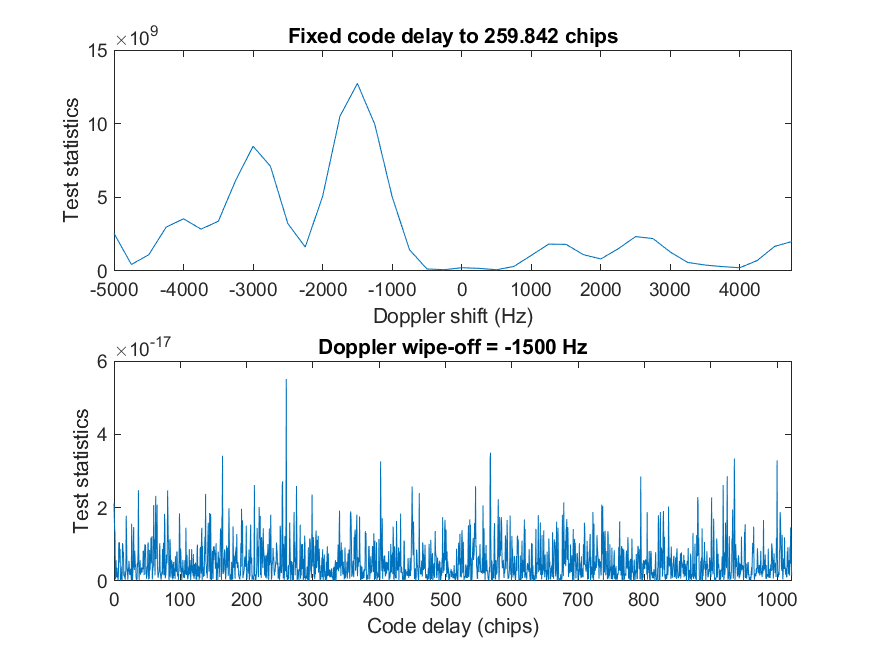 Fixed code delay to 259.842 chips
×10^9
15
10
5
0
Test statistics
-5000 -4000 -3000 -2000 -1000 0 1000 2000 3000 4000
Doppler shift (Hz)
Doppler wipe-off = -1500 Hz
×10^-17
6
4
2
0
Test statistics
0 100 200 300 400 500 600 700 800 900 1000
Code delay (chips)